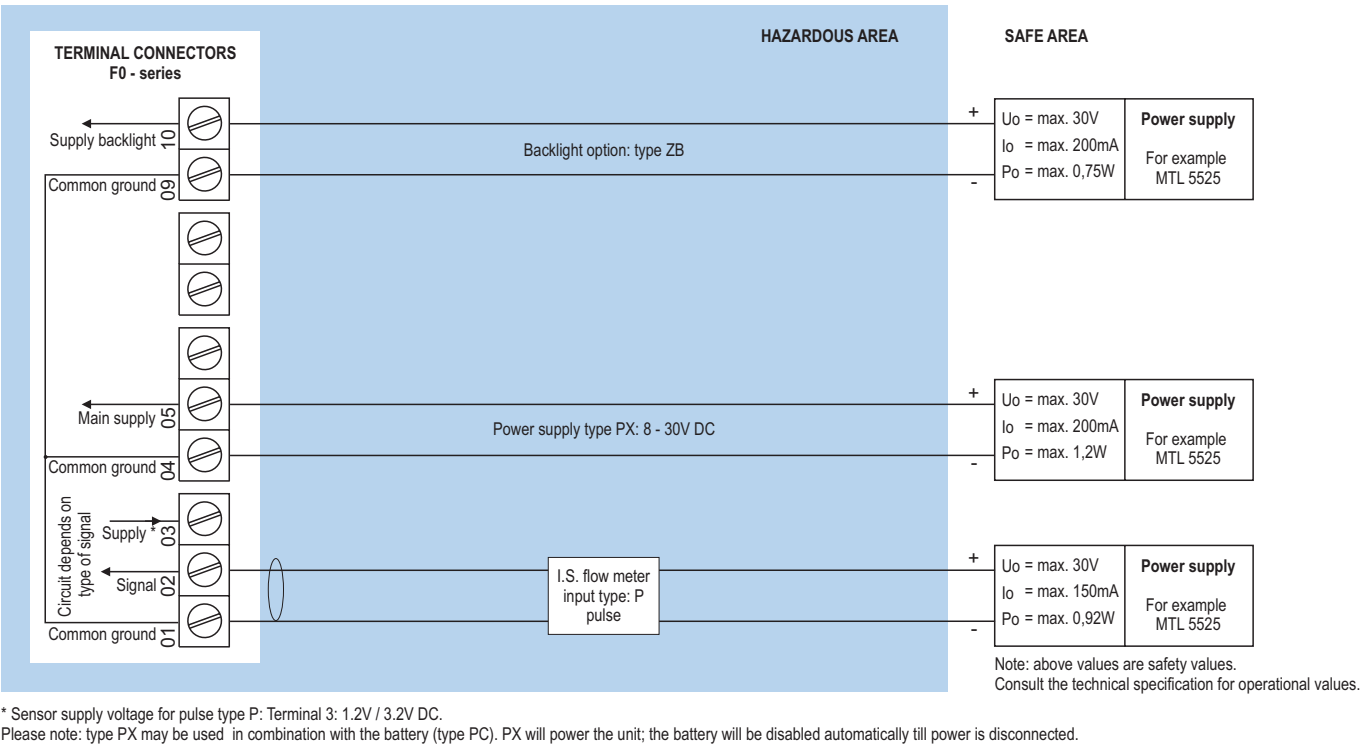 HAZARDOUS AREA
SAFE AREA
TERMINAL CONNECTORS
F0 - series
Supply backlight
10
Common ground
09
Backlight option: type ZB
+
-
Uo = max. 30V
Io = max. 200mA
Po = max. 0,75W
Power supply
For example
MTL 5525
Main supply
05
Common ground
04
Power supply type PX: 8 - 30V DC
+
-
Uo = max. 30V
Io = max. 200mA
Po = max. 1,2W
Power supply
For example
MTL 5525
Circuit depends on
type of signal
Supply *
03
Signal
02
Common ground
01
I.S. flow meter
input type: P
pulse
+
-
Uo = max. 30V
Io = max. 150mA
Po = max. 0,92W
Power supply
For example
MTL 5525
Note: above values are safety values.
Consult the technical specification for operational values.
* Sensor supply voltage for pulse type P: Terminal 3: 1.2V / 3.2V DC.
Please note: type PX may be used in combination with the battery (type PC). PX will power the unit; the battery will be disabled automatically till power is disconnected.